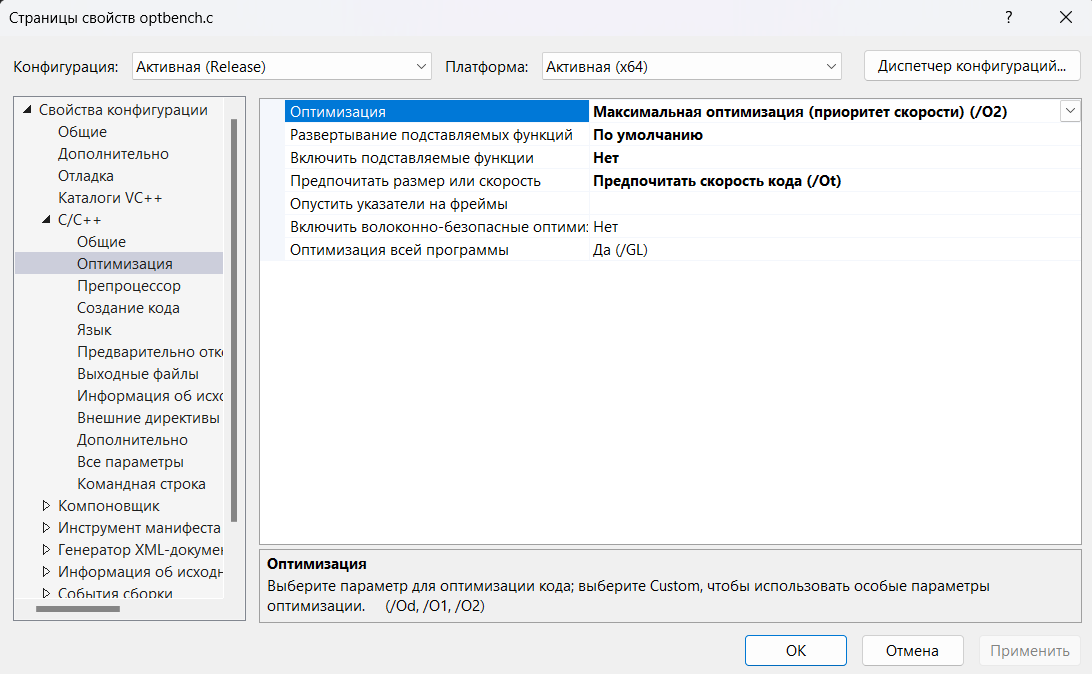 Страницы свойств optbench.c
?
Конфигурация: Активная (Release) Платформа: Активная (x64) Диспетчер конфигураций...
Свойства конфигурации
Общие
Дополнительно
Отладка
Каталоги VC++
C/C++
Общие
Оптимизация
Препроцессор
Создание кода
Язык
Предварительно отко
Выходные файлы
Информация об исхо
Внешние директивы
Дополнительно
Все параметры
Командная строка
Компоновщик
Инструмент манифеста
Генератор XML-докумен
Информация об исходн
События сборки
Оптимизация Максимальная оптимизация (приоритет скорости) (/O2)
Развертывание подставляемых функций По умолчанию
Включить подставляемые функции Нет
Предпочитать размер или скорость Предпочитать скорость кода (/Ot)
Опустить указатели на фреймы
Включить волоконно-безопасные оптими: Нет
Оптимизация всей программы Да (/GL)
Оптимизация
Выберите параметр для оптимизации кода; выберите Custom, чтобы использовать особые параметры
оптимизации. (/Od, /O1, /O2)
ОК Отмена Применить